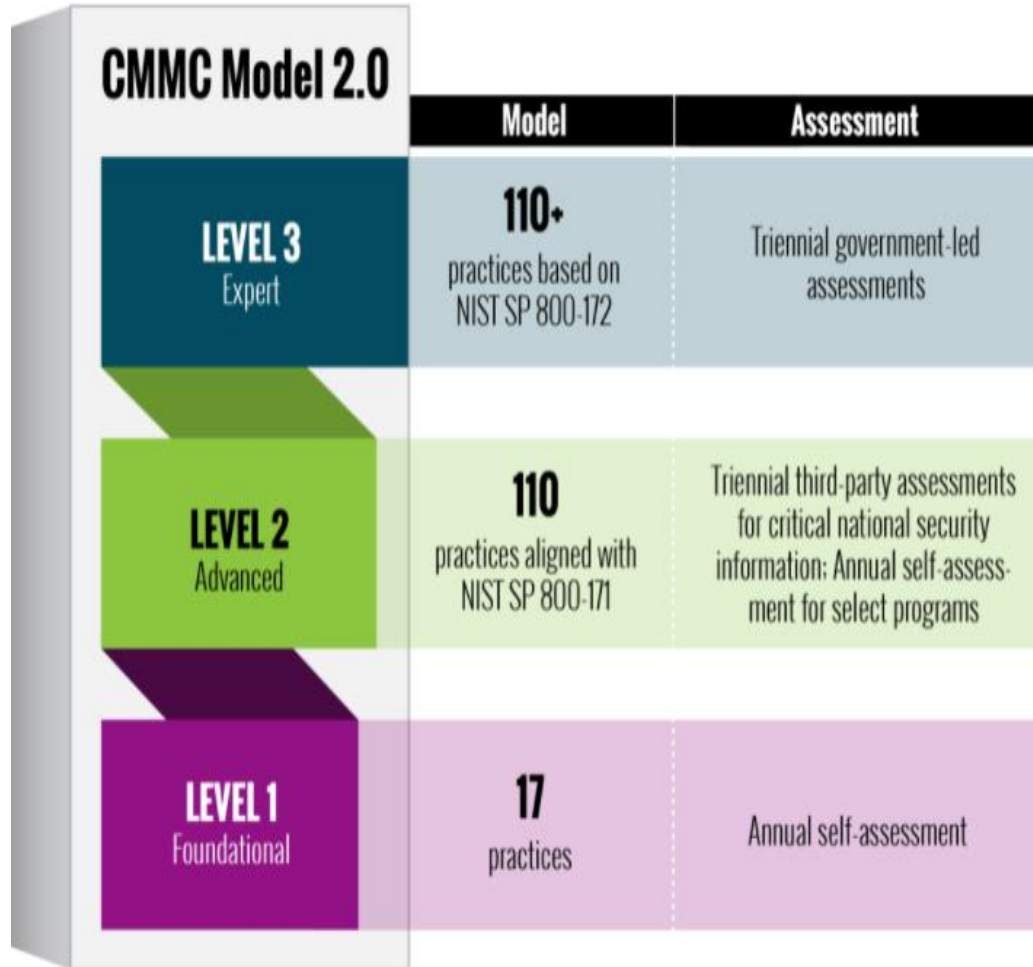 CMMC Model 2.0
Model
Assessment
LEVEL 3
Expert
110+
practices based on
NIST SP 800-172
Triennial government-led
assessments
LEVEL 2
Advanced
110
practices aligned with
NIST SP 800-171
Triennial third-party assessments
for critical national security
information; Annual self-assess-
ment for select programs
LEVEL 1
Foundational
17
practices
Annual self-assessment